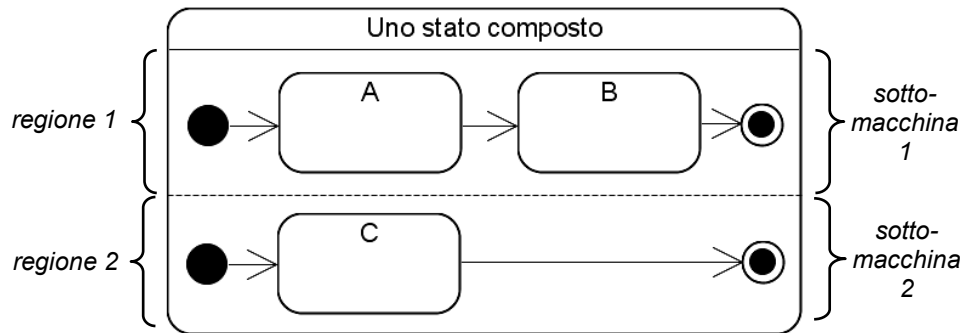 Uno stato composto
regione 1
A
B
sotto-
macchina
1
regione 2
C
sotto-
macchina
2